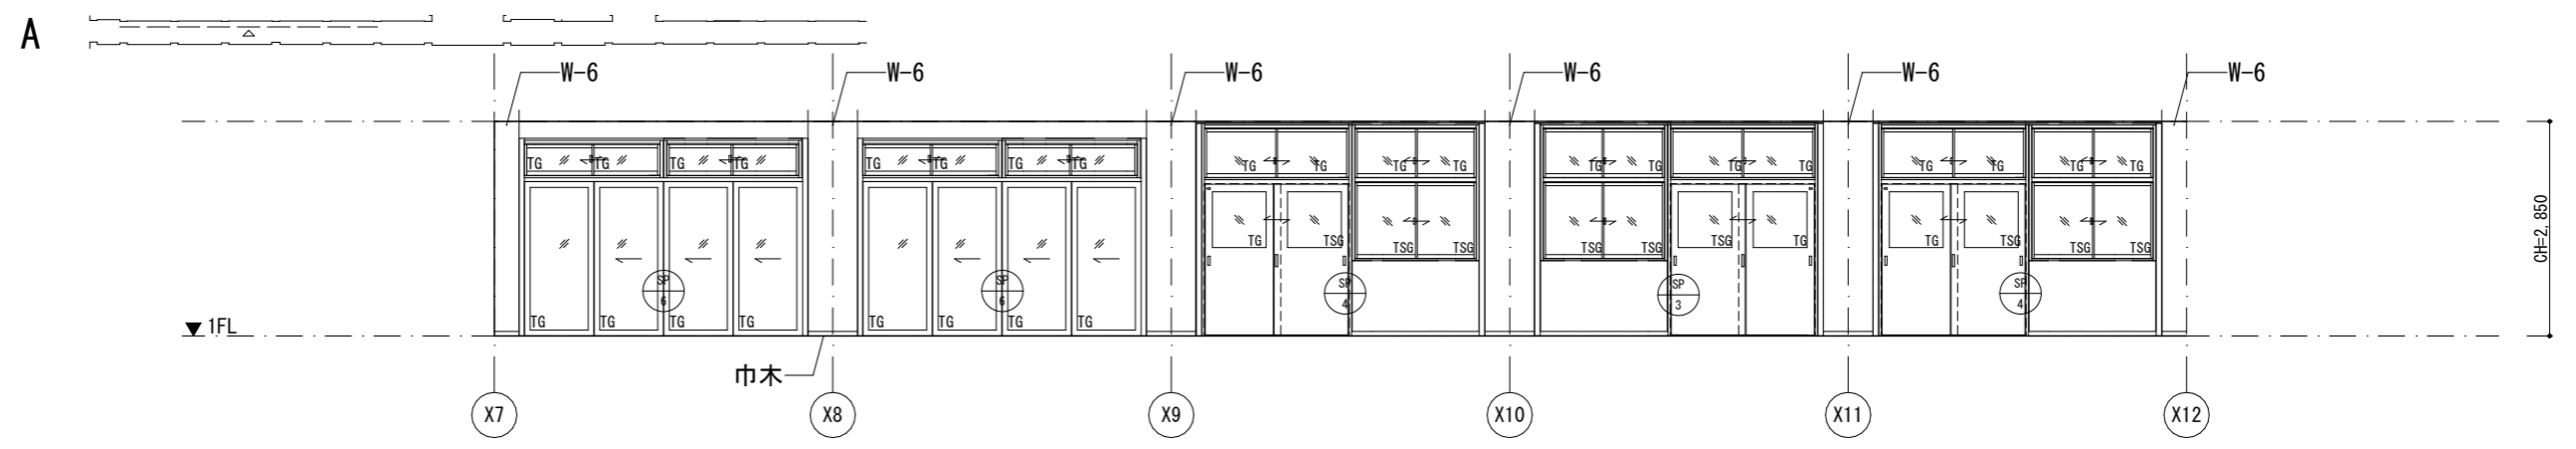 A
W-6 W-6 W-6 W-6 W-6 W-6
TG TG TG TG TG TG TG TG TG TG TG TG TG TG TG TG TG TG TG TG
TG TSG TSG TSG TSG TSG TSG TG TG TSG TSG TSG
SP 6 SP 6 SP 4 SP 3 SP 4
TG TG TG TG TG TG TG TG
CH=2,850
1FL
巾木
X7 X8 X9 X10 X11 X12